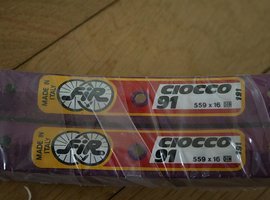 MADE IN
ITALY
FiR
CIOCCO
91
559 x 16
MADE IN
ITALY
FiR
CIOCCO
91
559 x 16